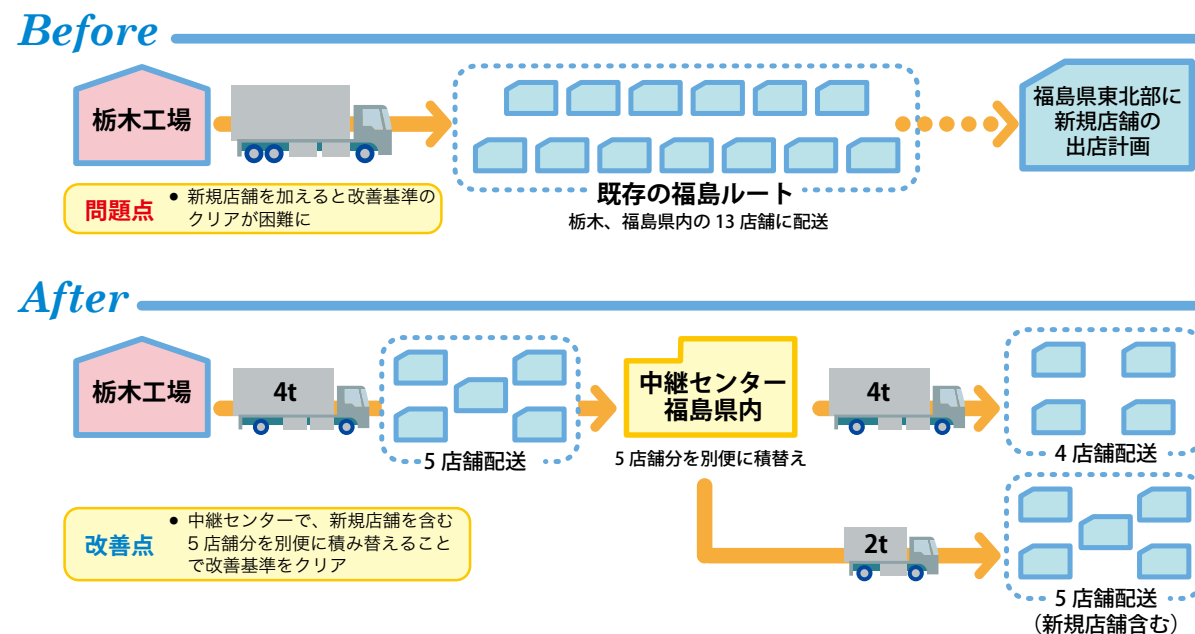 Before
栃木工場
福島県東北部に
新規店舗の
出店計画
問題点
● 新規店舗を加えると改善基準の
クリアが困難に
既存の福島ルート
栃木、福島県内の 13 店舗に配送
After
栃木工場
4t
5 店舗配送
中継センター
福島県内
5 店舗分を別便に積替え
4t
4 店舗配送
改善点
● 中継センターで、新規店舗を含む
5 店舗分を別便に積み替えること
で改善基準をクリア
2t
5 店舗配送
（新規店舗含む）